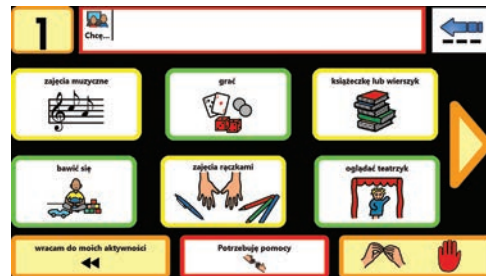 1
Chcę...
zajęcia muzyczne
grać
książeczkę lub wierszyk
bawić się
zajęcia rączkami
oglądać teatrzyk
wracam do moich aktywności
Potrzebuję pomocy